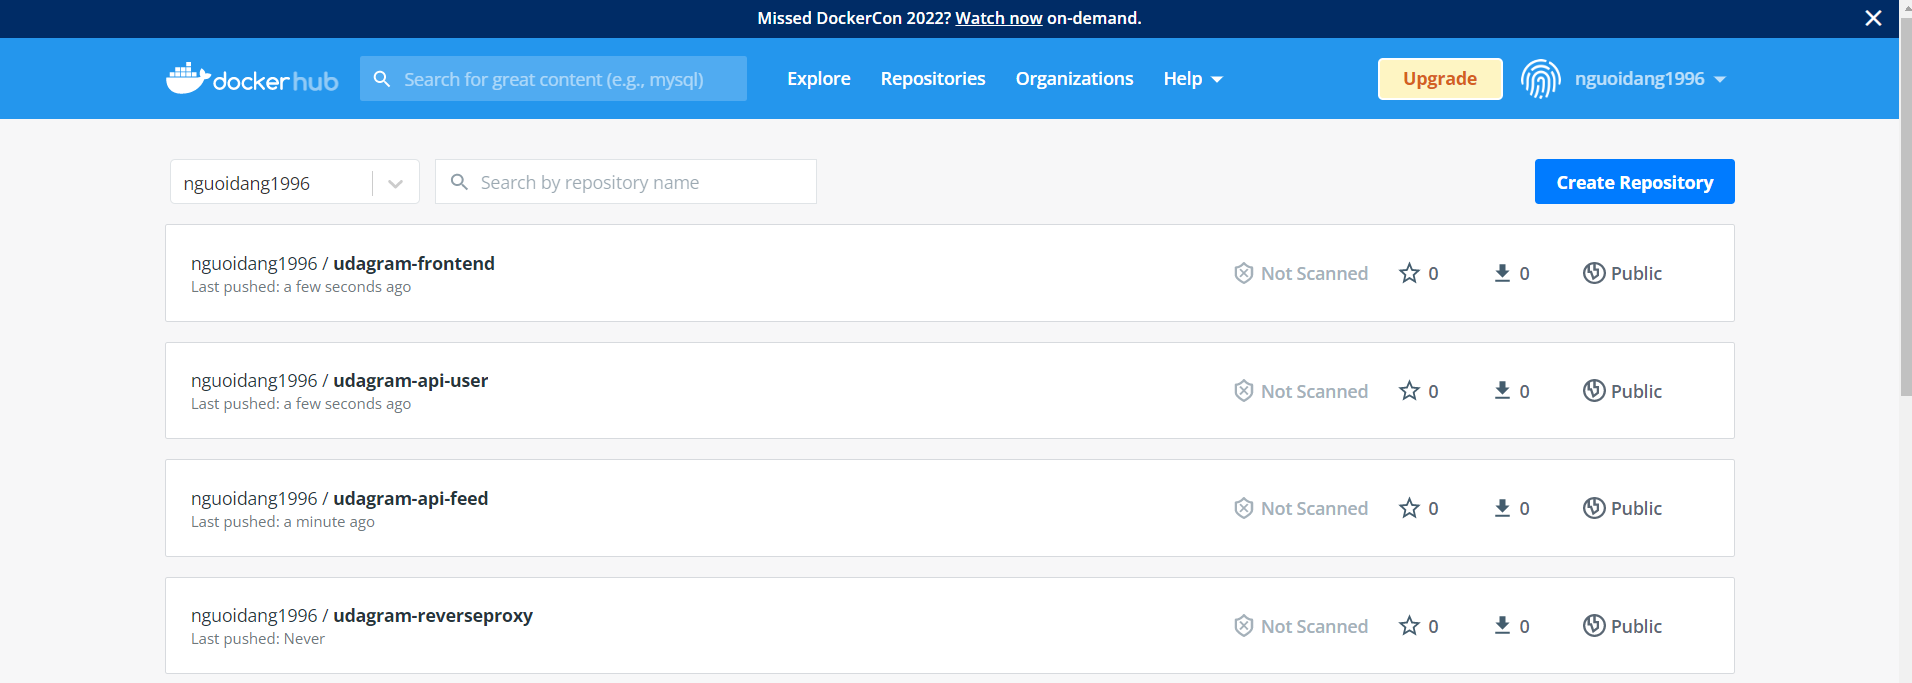 Missed DockerCon 2022? Watch now on-demand.
dockerhub
Search for great content (e.g., mysql)
Explore
Repositories
Organizations
Help
Upgrade
nguoidang1996
nguoidang1996
Search by repository name
Create Repository
nguoidang1996 / udagram-frontend
Last pushed: a few seconds ago
Not Scanned
0
0
Public
nguoidang1996 / udagram-api-user
Last pushed: a few seconds ago
Not Scanned
0
0
Public
nguoidang1996 / udagram-api-feed
Last pushed: a minute ago
Not Scanned
0
0
Public
nguoidang1996 / udagram-reverseproxy
Last pushed: Never
Not Scanned
0
0
Public